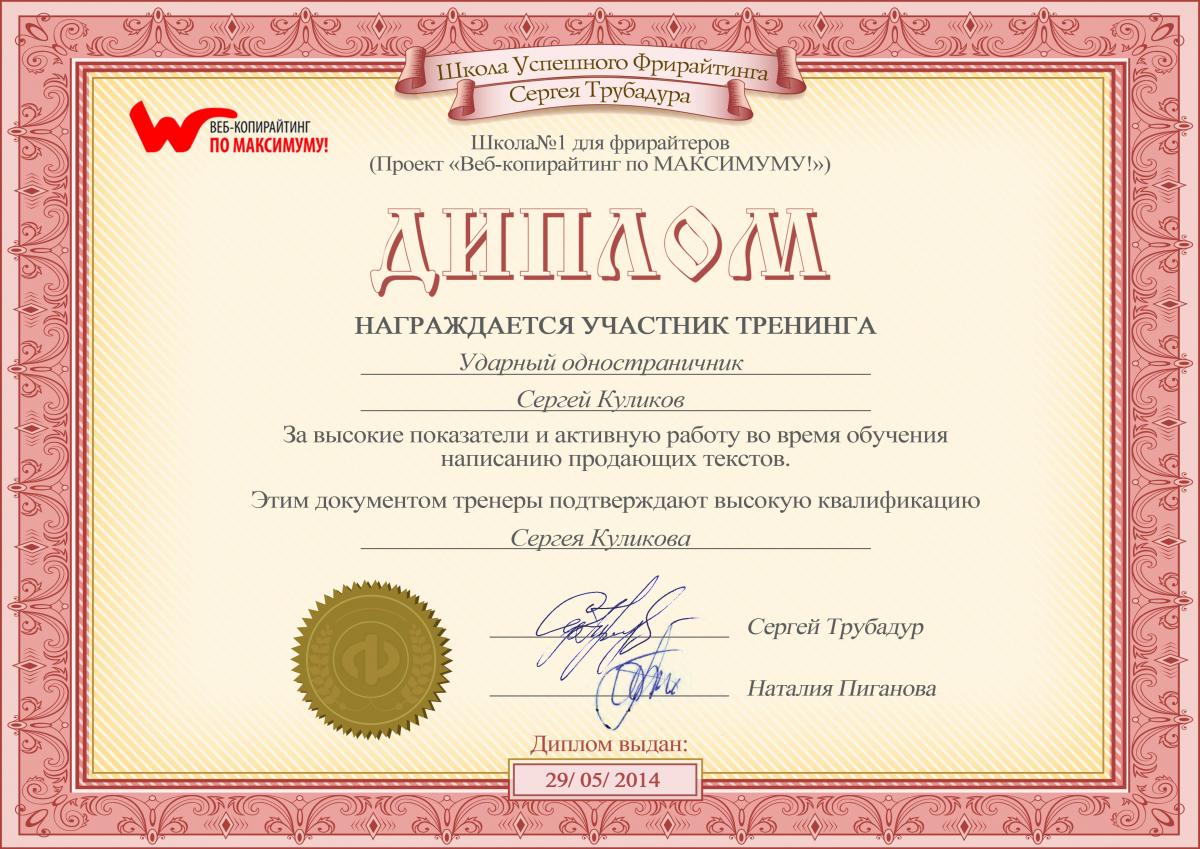 Школа Успешного Фрирайтинга
Сергея Трубадура
ВЕБ-КОПИРАЙТИНГ
ПО МАКСИМУМУ!
Школа№1 для фрирайтеров
(Проект «Веб-копирайтинг по МАКСИМУМУ!»)
ДИПЛОМ
НАГРАЖДАЕТСЯ УЧАСТНИК ТРЕНИНГА
Ударный одностраничник
Сергей Куликов
За высокие показатели и активную работу во время обучения
написанию продающих текстов.
Этим документом тренеры подтверждают высокую квалификацию
Сергея Куликова
Сергей Трубадур
Наталия Пиганова
Диплом выдан:
29/ 05/ 2014